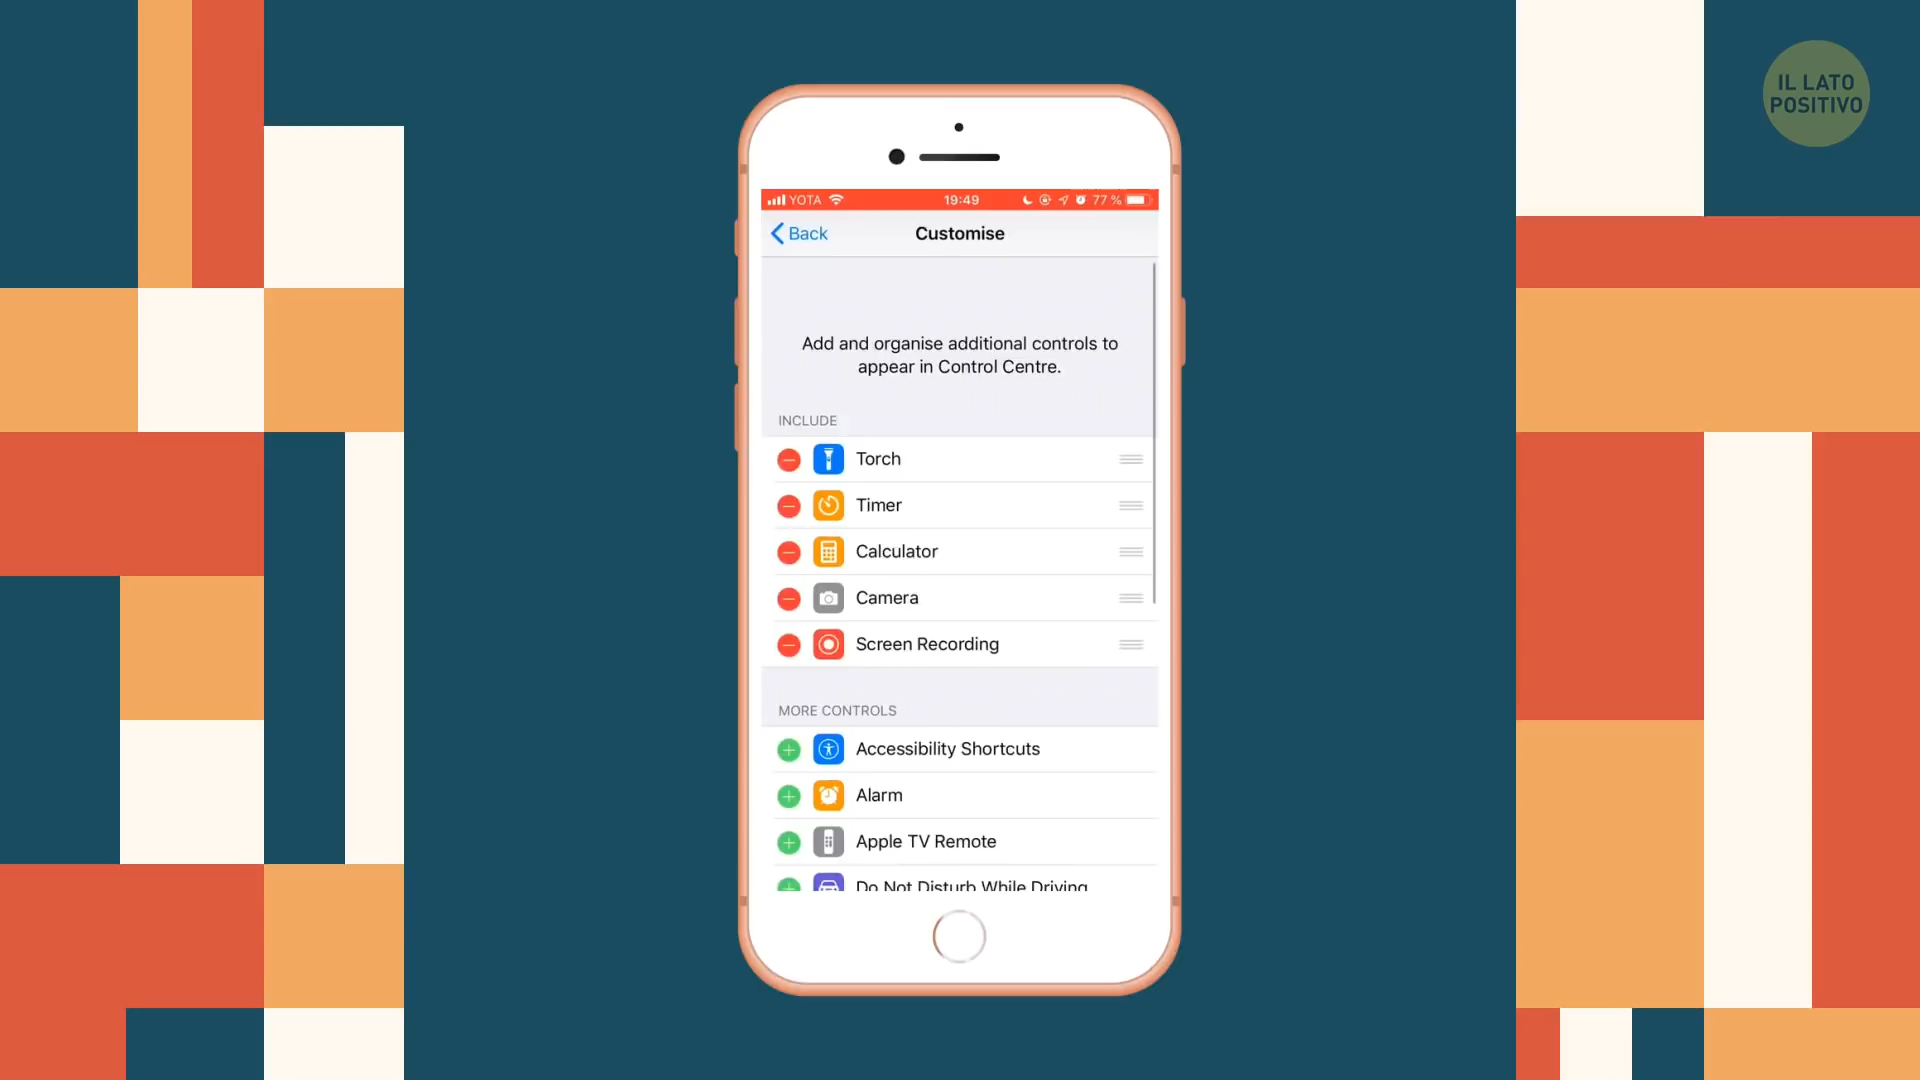 IL LATO
POSITIVO
YOTA 19:49 77 %
Back Customise
Add and organise additional controls to
appear in Control Centre.
INCLUDE
Torch
Timer
Calculator
Camera
Screen Recording
MORE CONTROLS
Accessibility Shortcuts
Alarm
Apple TV Remote
Do Not Disturb While Driving